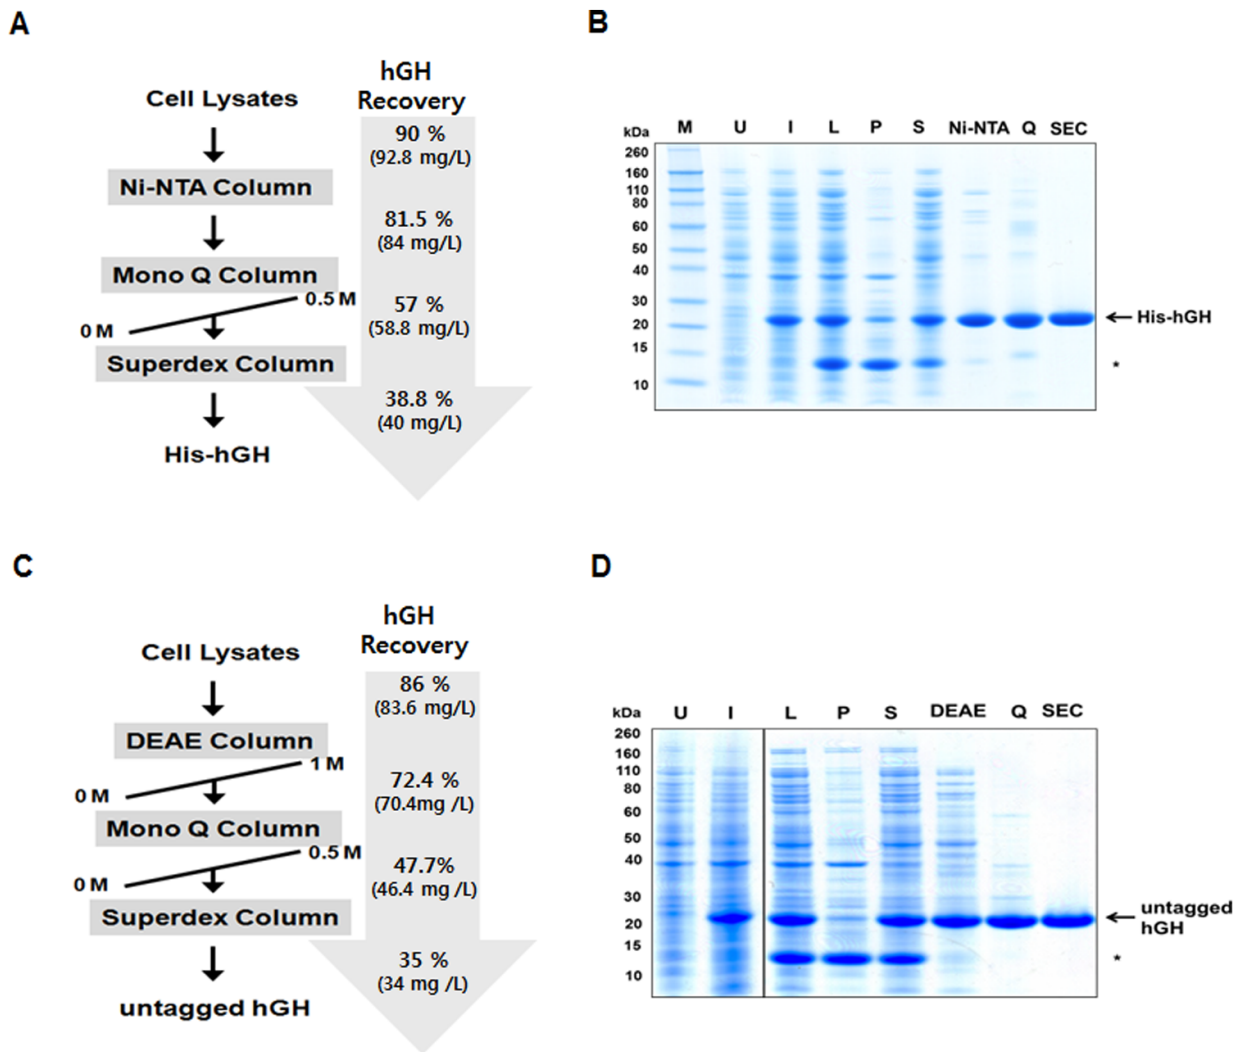 A
hGH
Recovery
Cell Lysates
90 %
(92.8 mg/L)
Ni-NTA Column
81.5 %
(84 mg/L)
Mono Q Column
0.5 M
57 %
(58.8 mg/L)
0 M
Superdex Column
38.8 %
(40 mg/L)
His-hGH
B
kDa M U I L P S Ni-NTA Q SEC
260
160
110
80
60
50
40
30
20
15
10
His-hGH
*
C
hGH
Recovery
Cell Lysates
86 %
(83.6 mg/L)
DEAE Column
1 M
0 M
72.4 %
(70.4mg /L)
Mono Q Column
0.5 M
47.7%
(46.4 mg /L)
0 M
Superdex Column
35 %
(34 mg /L)
untagged hGH
D
kDa U I L P S DEAE Q SEC
260
160
110
80
60
50
40
30
20
15
10
untagged
hGH
*